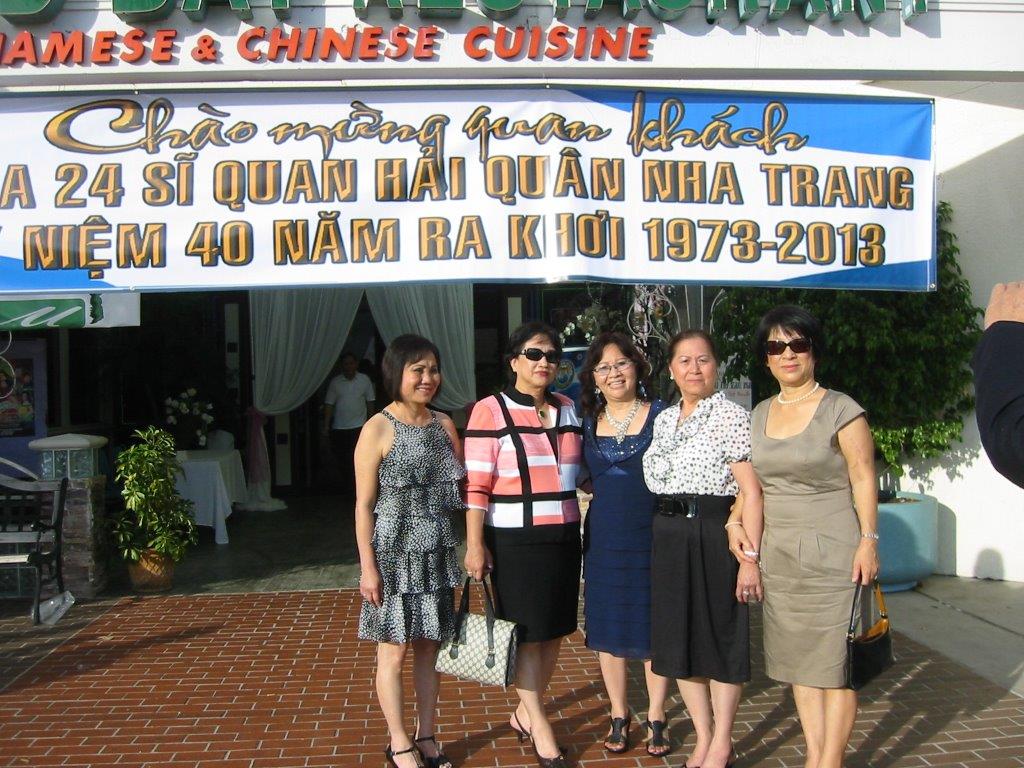 RESTAURANT
NAMESE & CHINESE CUISINE
Chào mừng quan khách
A 24 SĨ QUAN HẢI QUÂN NHA TRANG
NIỆM 40 NĂM RA KHƠI 1973-2013